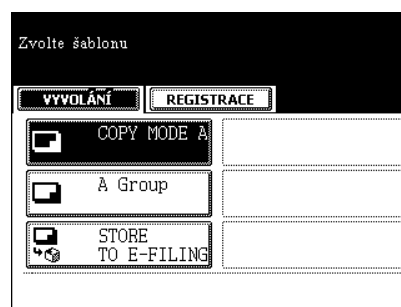 Zvolte šablonu
VYVOLÁNÍ REGISTRACE
COPY MODE A
A Group
STORE
TO E-FILING